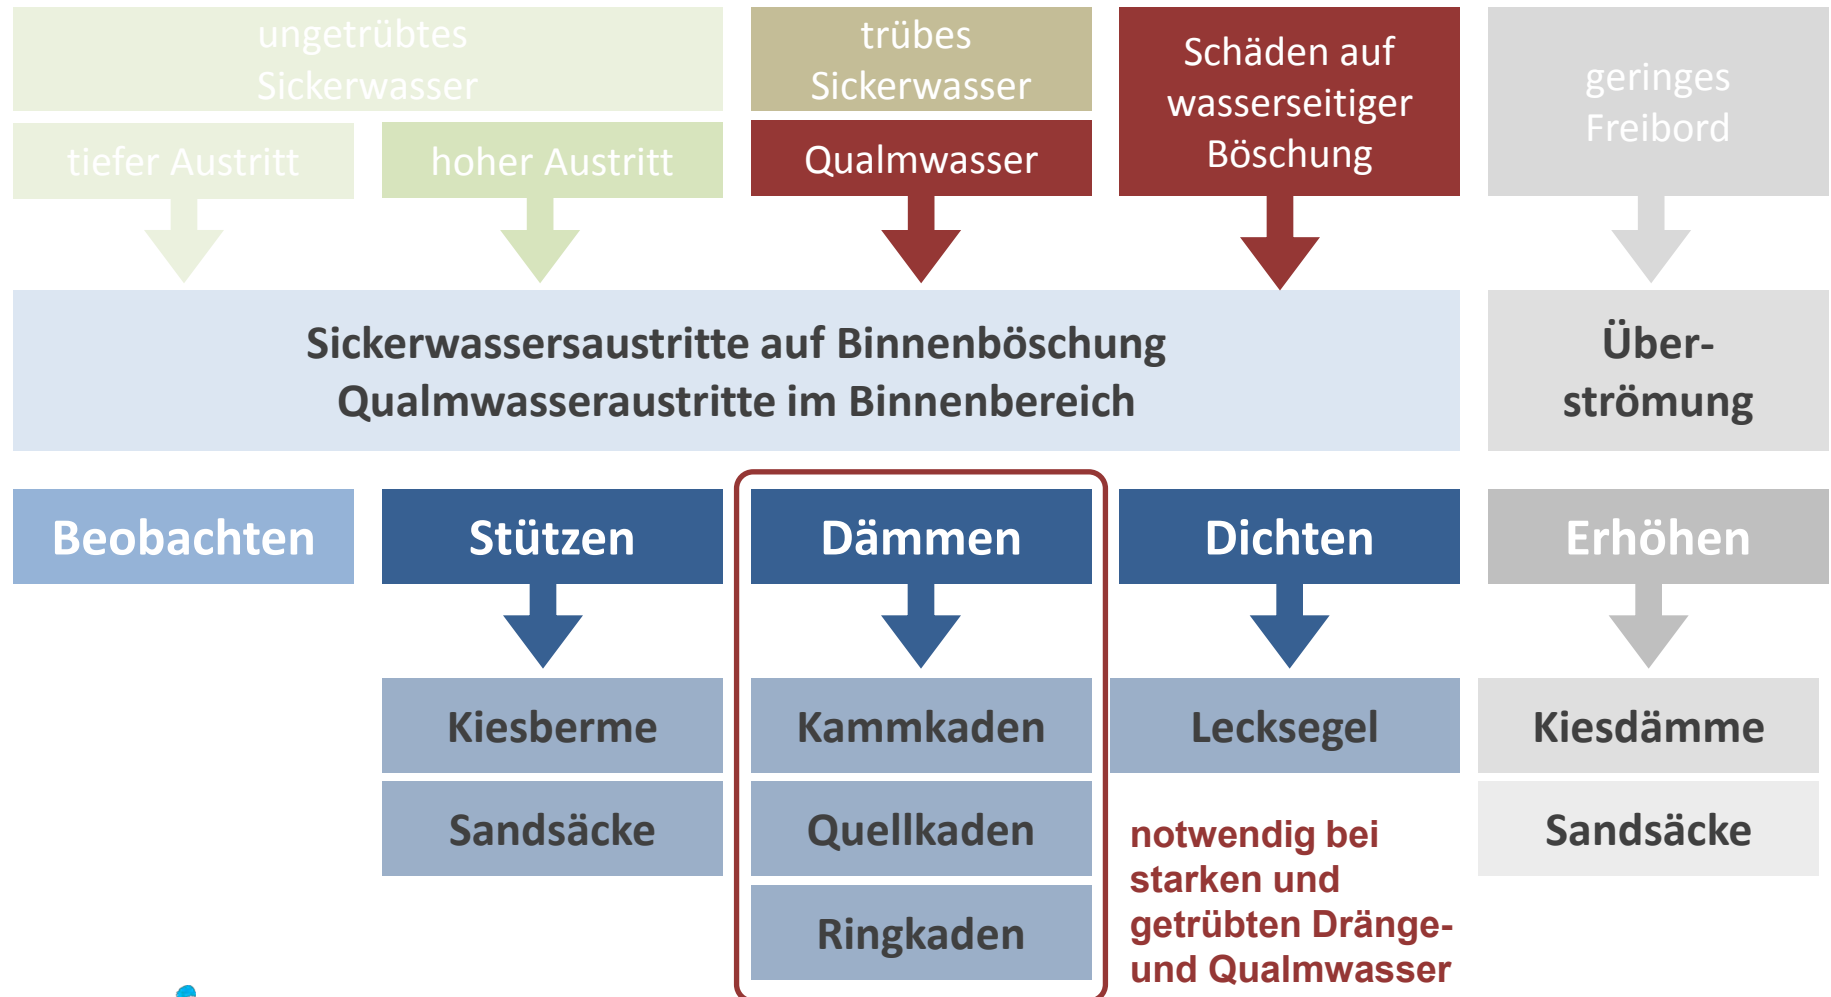 ungetrübtes
Sickerwasser
trübes
Sickerwasser
Schäden auf
wasserseitiger
Böschung
geringes
Freibord
tiefer Austritt
hoher Austritt
Qualmwasser
Sickerwassersaustritte auf Binnenböschung
Qualmwasseraustritte im Binnenbereich
Über-
strömung
Beobachten
Stützen
Dämmen
Dichten
Erhöhen
Kiesberme
Kammkaden
Lecksegel
Kiesdämme
Sandsäcke
Quellkaden
Sandsäcke
Ringkaden
notwendig bei
starken und
getrübten Dränge-
und Qualmwasser